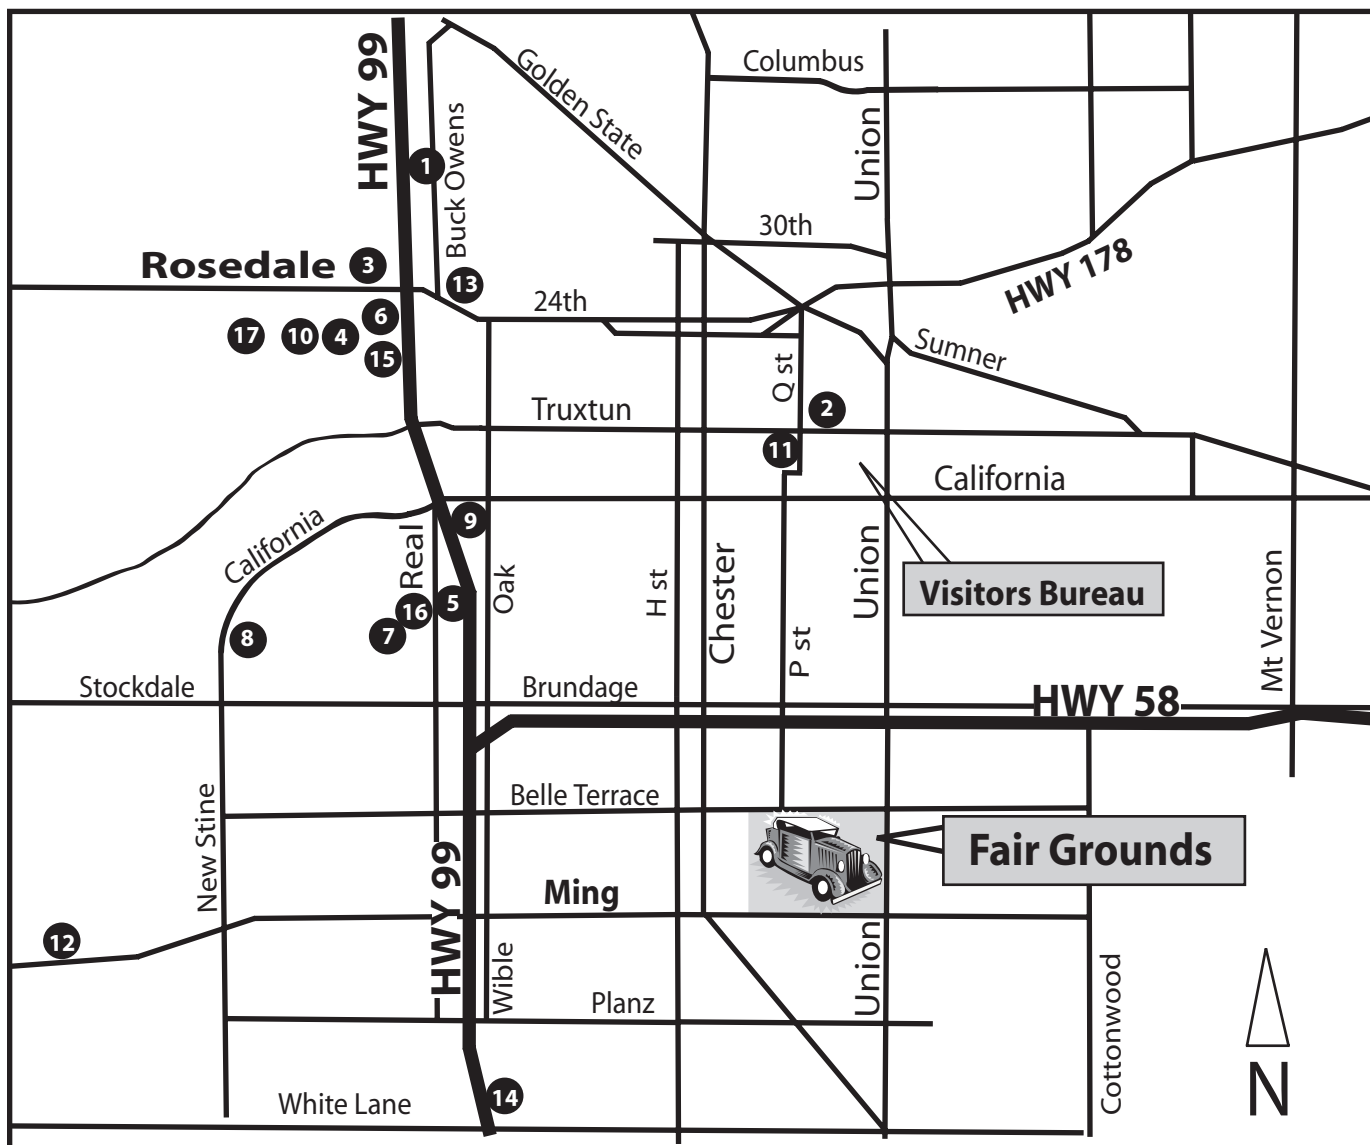 Columbus
HWY 99
Golden State
Union
1
Buck Owens
30th
Rosedale
3
HWY 178
13
24th
6
17
10
4
15
Sumner
Q st
2
Truxtun
11
California
California
9
Real
Oak
H st
Chester
Union
Visitors Bureau
5
16
7
8
P st
Mt Vernon
Stockdale
Brundage
HWY 58
Belle Terrace
New Stine
HWY 99
Fair Grounds
Ming
12
Wible
Union
Planz
Cottonwood
14
White Lane
N